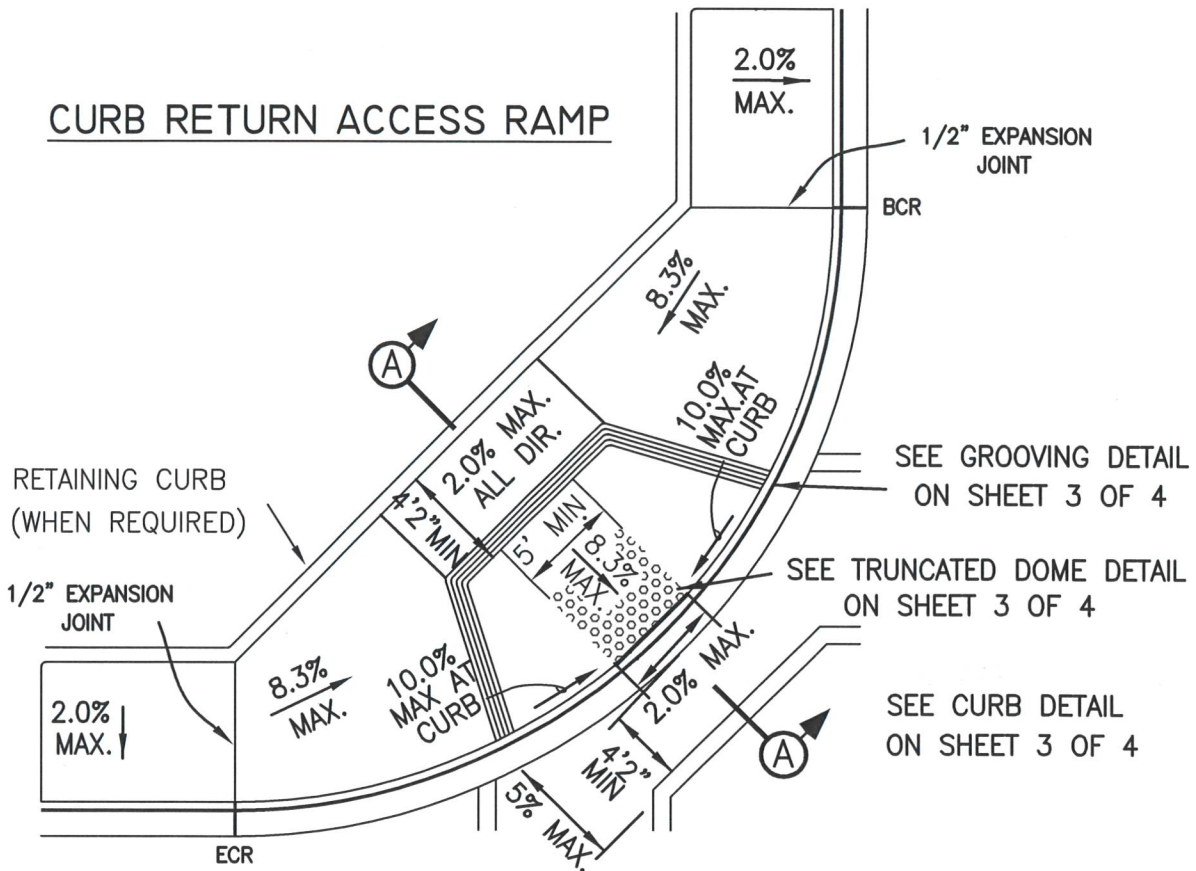 CURB RETURN ACCESS RAMP
2.0%
MAX.
1/2" EXPANSION
JOINT
BCR
8.3%
MAX.
A
10.0%
MAX.AT
CURB
2.0% MAX.
ALL DIR.
4'2"MIN
RETAINING CURB
(WHEN REQUIRED)
SEE GROOVING DETAIL
ON SHEET 3 OF 4
5' MIN.
8.3%
MAX.
SEE TRUNCATED DOME DETAIL
ON SHEET 3 OF 4
1/2" EXPANSION
JOINT
8.3%
MAX.
10.0%
MAX AT
CURB
2.0%
MAX.
2.0% MAX.
4'2"
MIN
5% MAX.
A
SEE CURB DETAIL
ON SHEET 3 OF 4
ECR